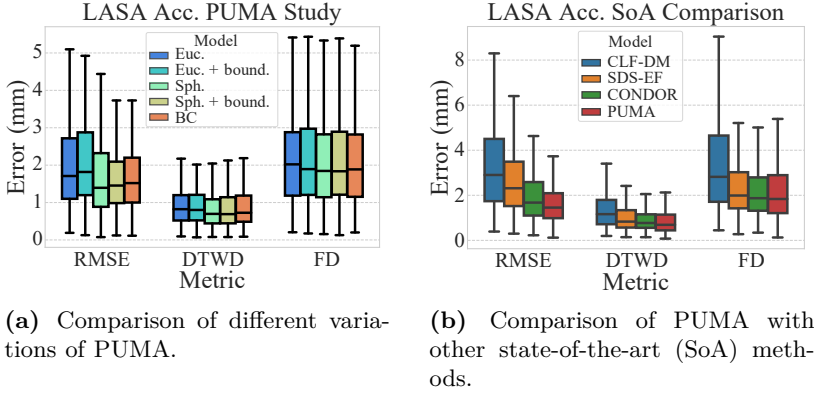 LASA Acc. PUMA Study
Error (mm)
5
4
3
2
1
0
Model
Euc.
Euc. + bound.
Sph.
Sph. + bound.
BC
RMSE DTWD FD
Metric
(a) Comparison of different varia-
tions of PUMA.
LASA Acc. SoA Comparison
Error (mm)
8
6
4
2
0
Model
CLF-DM
SDS-EF
CONDOR
PUMA
RMSE DTWD FD
Metric
(b) Comparison of PUMA with
other state-of-the-art (SoA) meth-
ods.